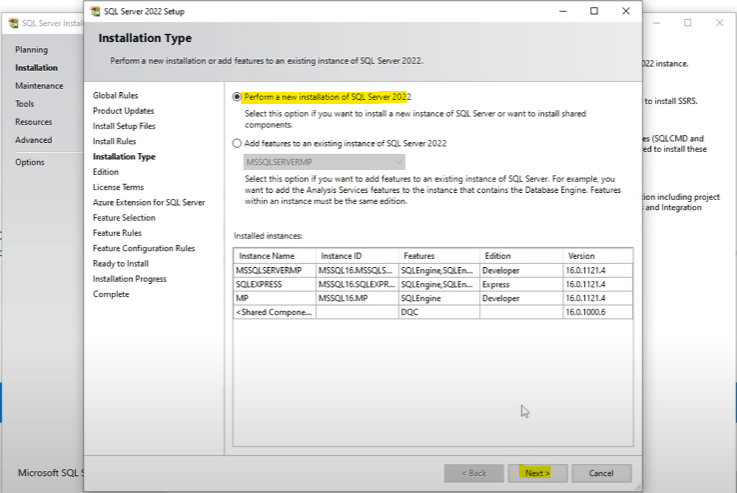 SQL Server Instal
SQL Server 2022 Setup
Planning
Installation
Maintenance
Tools
Resources
Advanced
Options
Microsoft SQL S
Installation Type
Perform a new installation or add features to an existing instance of SQL Server 2022.
Global Rules
Product Updates
Install Setup Files
Install Rules
Installation Type
Edition
License Terms
Azure Extension for SQL Server
Feature Selection
Feature Rules
Feature Configuration Rules
Ready to Install
Installation Progress
Complete
Perform a new installation of SQL Server 2022
Select this option if you want to install a new instance of SQL Server or want to install shared
components.
Add features to an existing instance of SQL Server 2022
MSSQLSERVERMP
Select this option if you want to add features to an existing instance of SQL Server. For example, you
want to add the Analysis Services features to the instance that contains the Database Engine. Features
within an instance must be the same edition.
Installed instances:
Instance Name Instance ID Features Edition Version
MSSQLSERVERMP MSSQL16.MSSQLS... SQLEngine,SQLEn... Developer 16.0.1121.4
SQLEXPRESS MSSQL16.SQLEXPR... SQLEngine,SQLEn... Express 16.0.1121.4
MP MSSQL16.MP SQLEngine Developer 16.0.1121.4
<Shared Compone... DQC 16.0.1000.6
< Back Next > Cancel
022 instance.
to install SSRS.
es (SQLCMD and
ed to install these
ion including project
and Integration